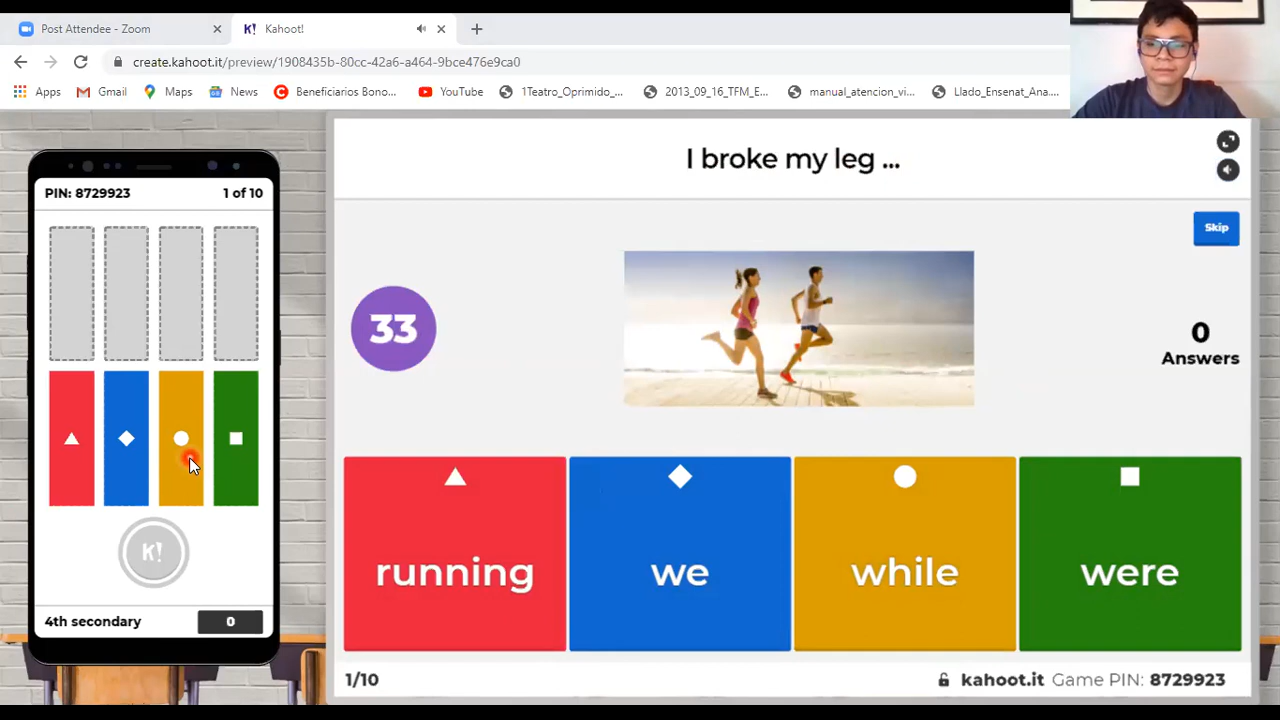 Post Attendee - Zoom
K! Kahoot!
create.kahoot.it/preview/1908435b-80cc-42a6-a464-9bce476e9ca0
Apps
Gmail
Maps
News
Beneficiarios Bono...
YouTube
1Teatro_Oprimido_...
2013_09_16_TFM_E...
manual_atencion_vi...
Llado_Ensenat_Ana....
PIN: 8729923
1 of 10
K!
4th secondary
0
I broke my leg ...
Skip
33
0
Answers
running
we
while
were
1/10
kahoot.it Game PIN: 8729923